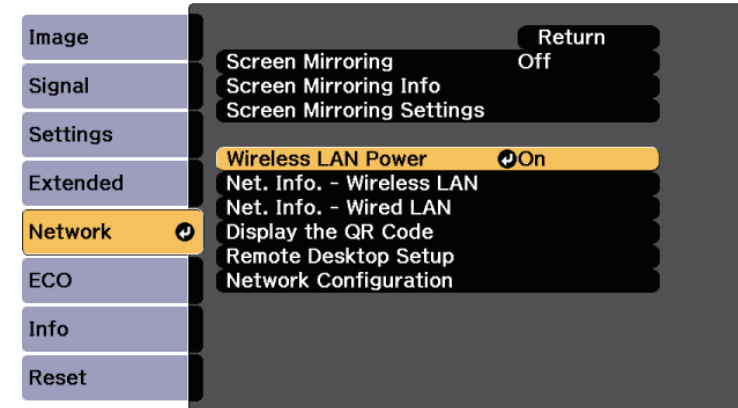 Image
Signal
Settings
Extended
Network
ECO
Info
Reset
Return
Screen Mirroring Off
Screen Mirroring Info
Screen Mirroring Settings
Wireless LAN Power On
Net. Info. - Wireless LAN
Net. Info. - Wired LAN
Display the QR Code
Remote Desktop Setup
Network Configuration